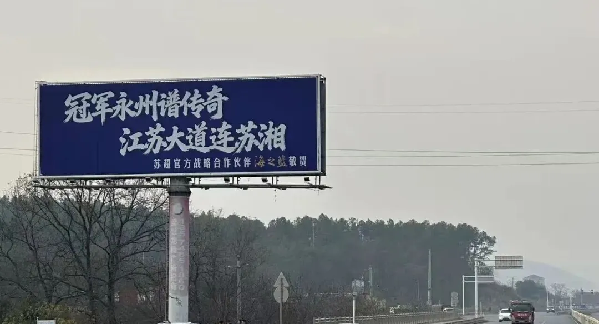 冠军永州谱传奇
江苏大道连苏湘
苏超官方战略合作伙伴 海之蓝 敬贺